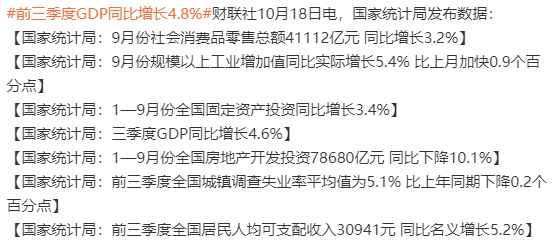 #前三季度GDP同比增长4.8%#财联社10月18日电，国家统计局发布数据：
【国家统计局：9月份社会消费品零售总额41112亿元 同比增长3.2%】
【国家统计局：9月份规模以上工业增加值同比实际增长5.4% 比上月加快0.9个百
分点】
【国家统计局：1—9月份全国固定资产投资同比增长3.4%】
【国家统计局：三季度GDP同比增长4.6%】
【国家统计局：1—9月份全国房地产开发投资78680亿元 同比下降10.1%】
【国家统计局：前三季度全国城镇调查失业率平均值为5.1% 比上年同期下降0.2个
百分点】
【国家统计局：前三季度全国居民人均可支配收入30941元 同比名义增长5.2%】